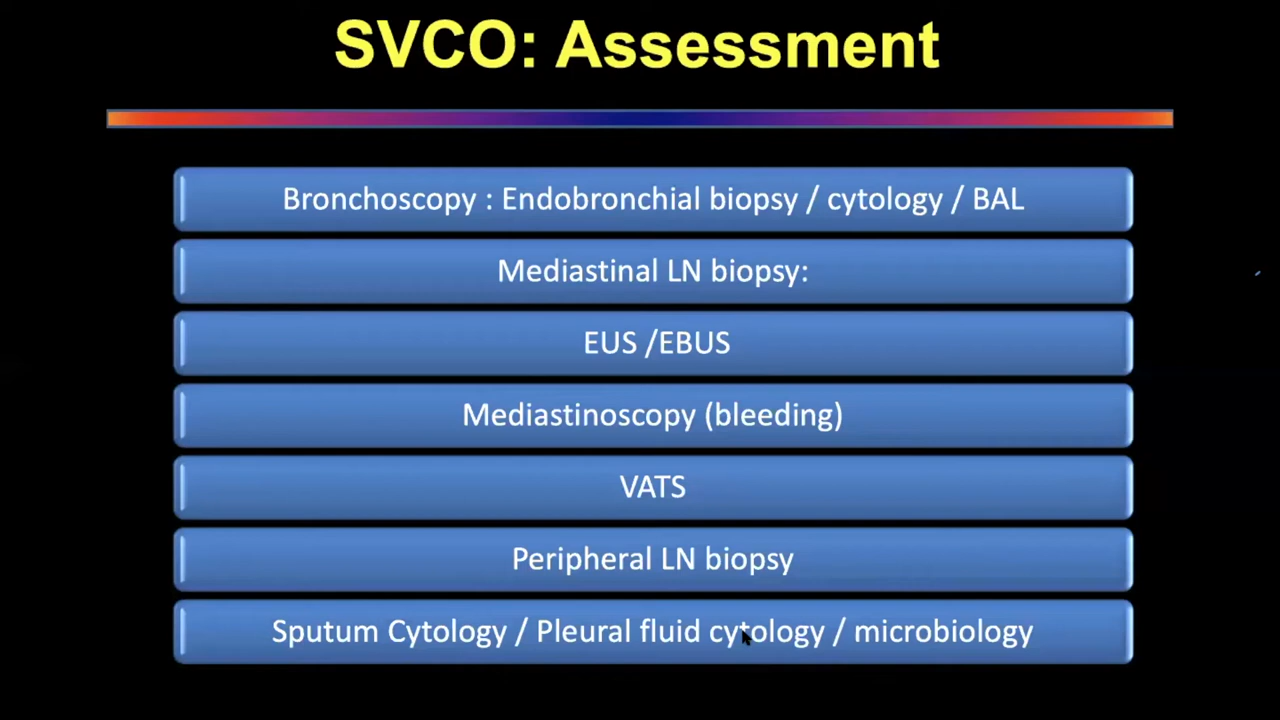 SVCO: Assessment
Bronchoscopy : Endobronchial biopsy / cytology / BAL
Mediastinal LN biopsy:
EUS /EBUS
Mediastinoscopy (bleeding)
VATS
Peripheral LN biopsy
Sputum Cytology / Pleural fluid cytology / microbiology